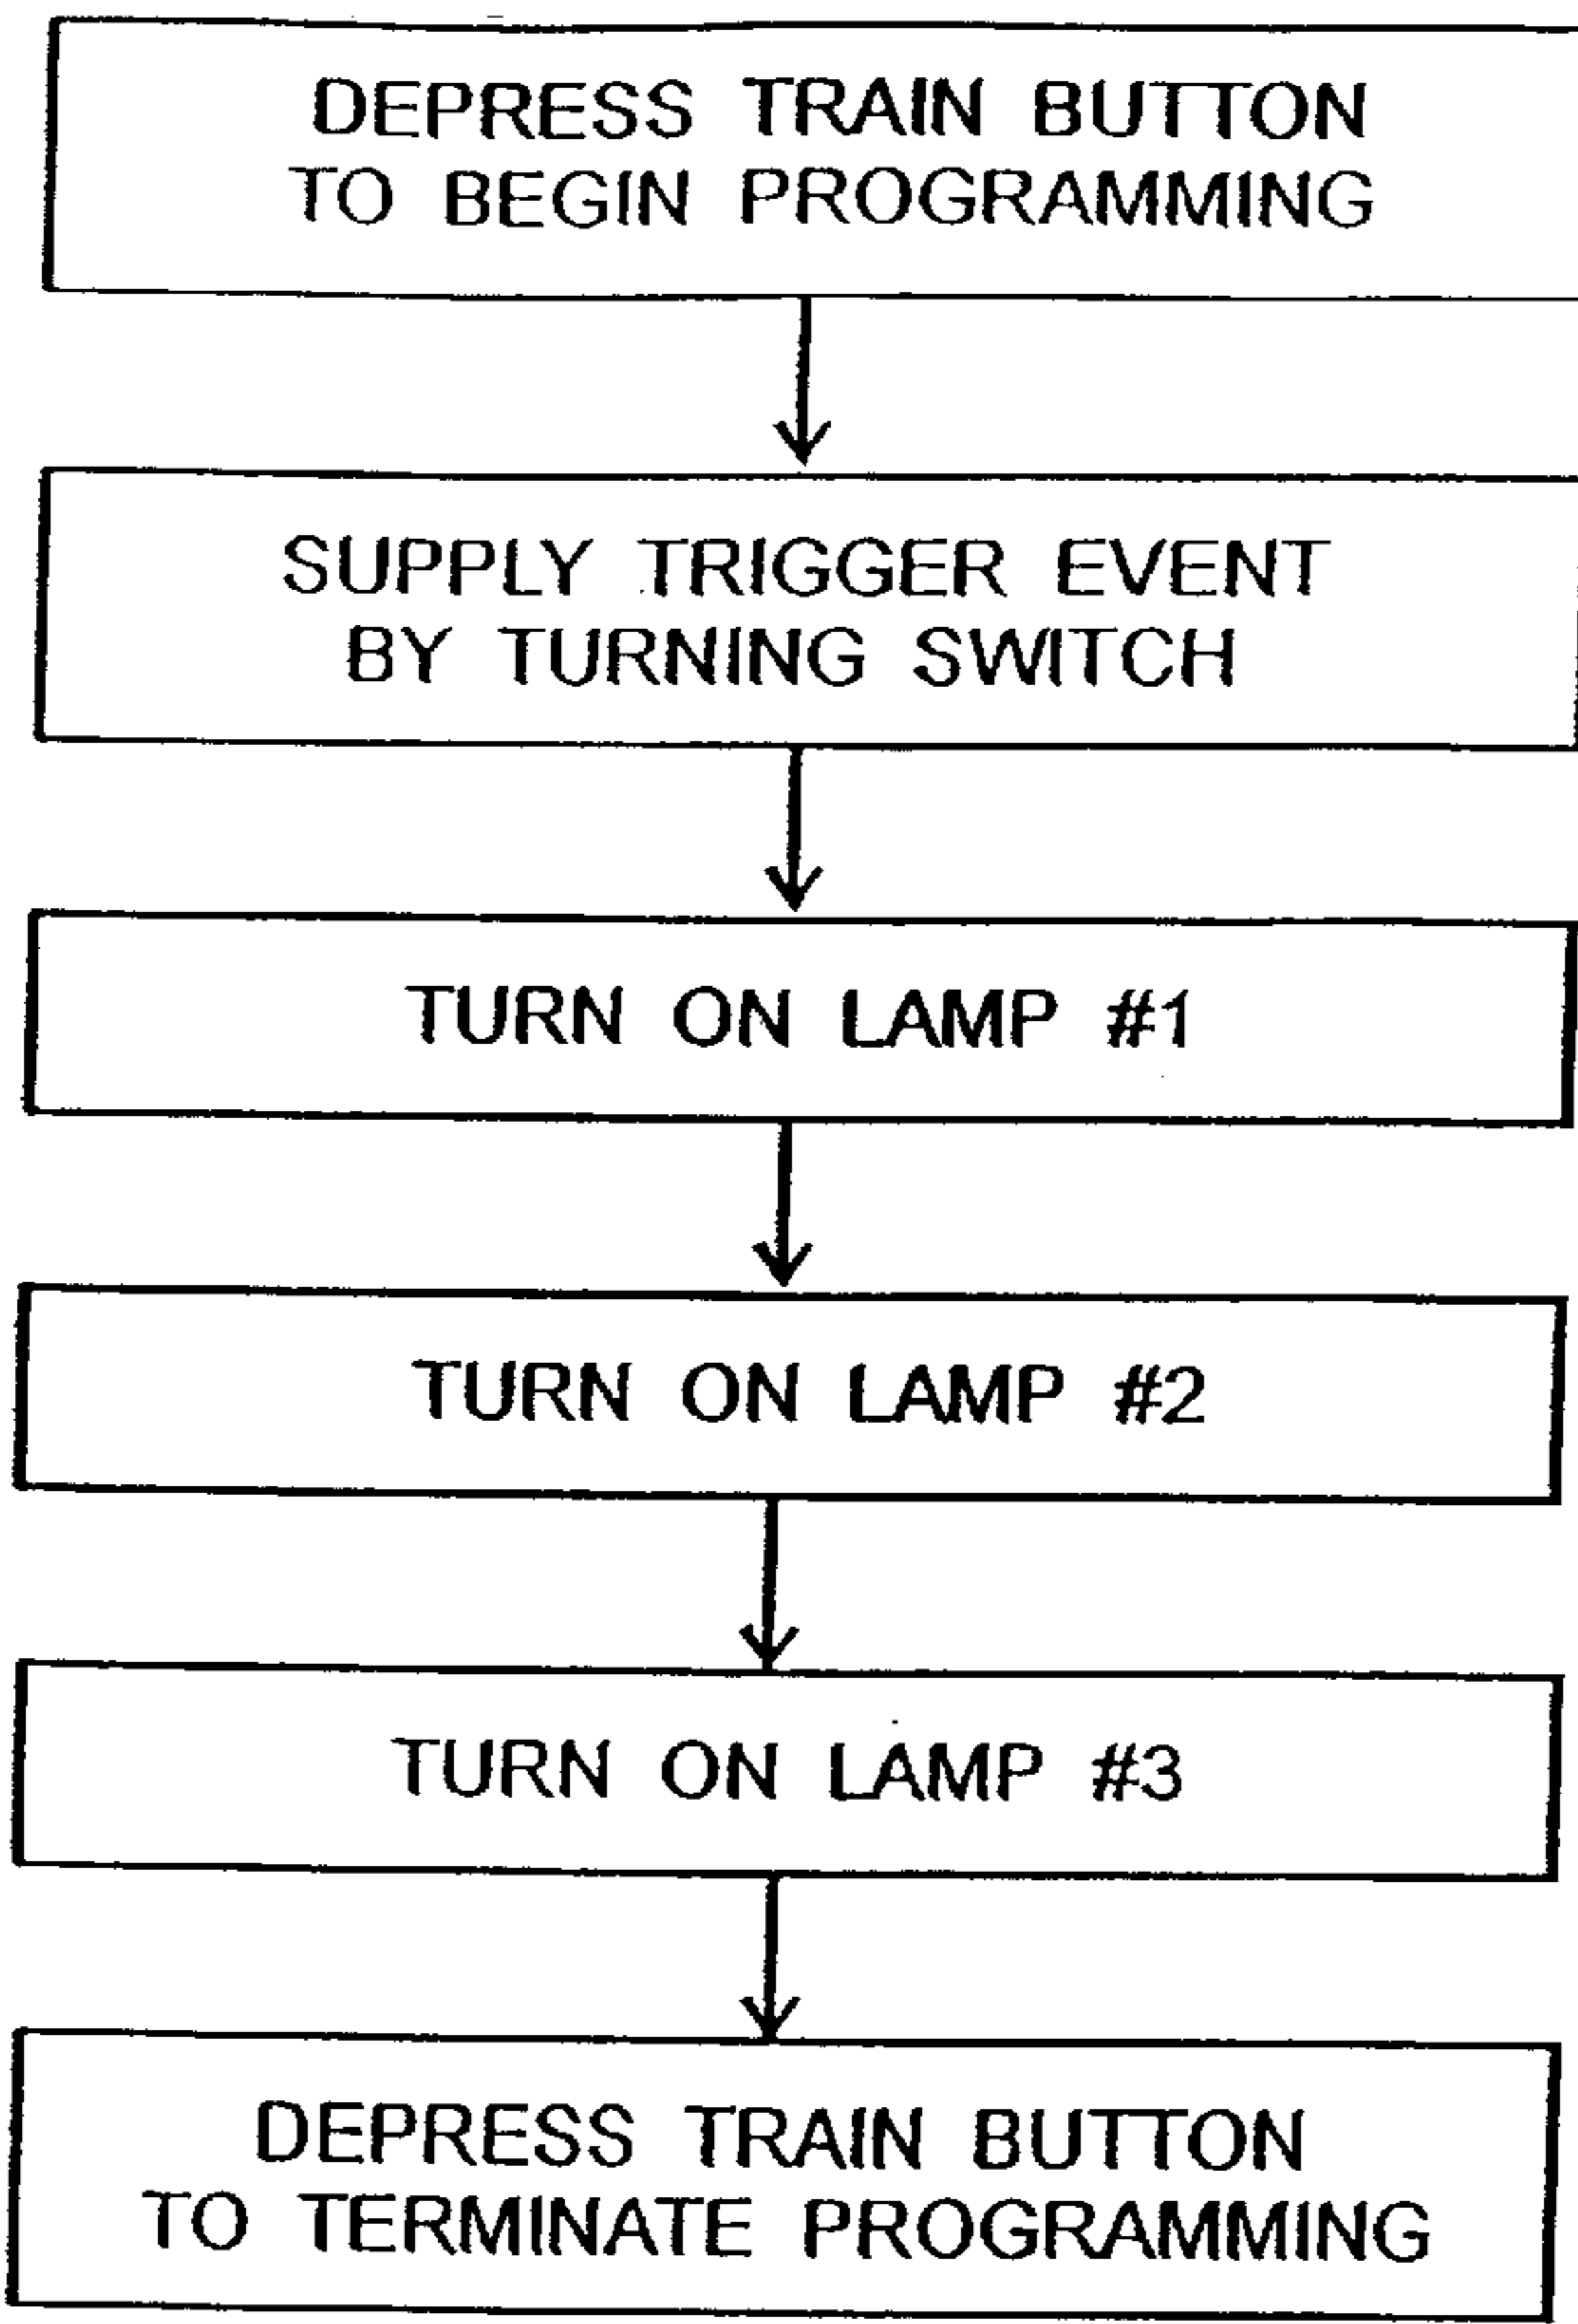 DEPRESS TRAIN BUTTON
TO BEGIN PROGRAMMING
SUPPLY TRIGGER EVENT
BY TURNING SWITCH
TURN ON LAMP #1
TURN ON LAMP #2
TURN ON LAMP #3
DEPRESS TRAIN BUTTON
TO TERMINATE PROGRAMMING